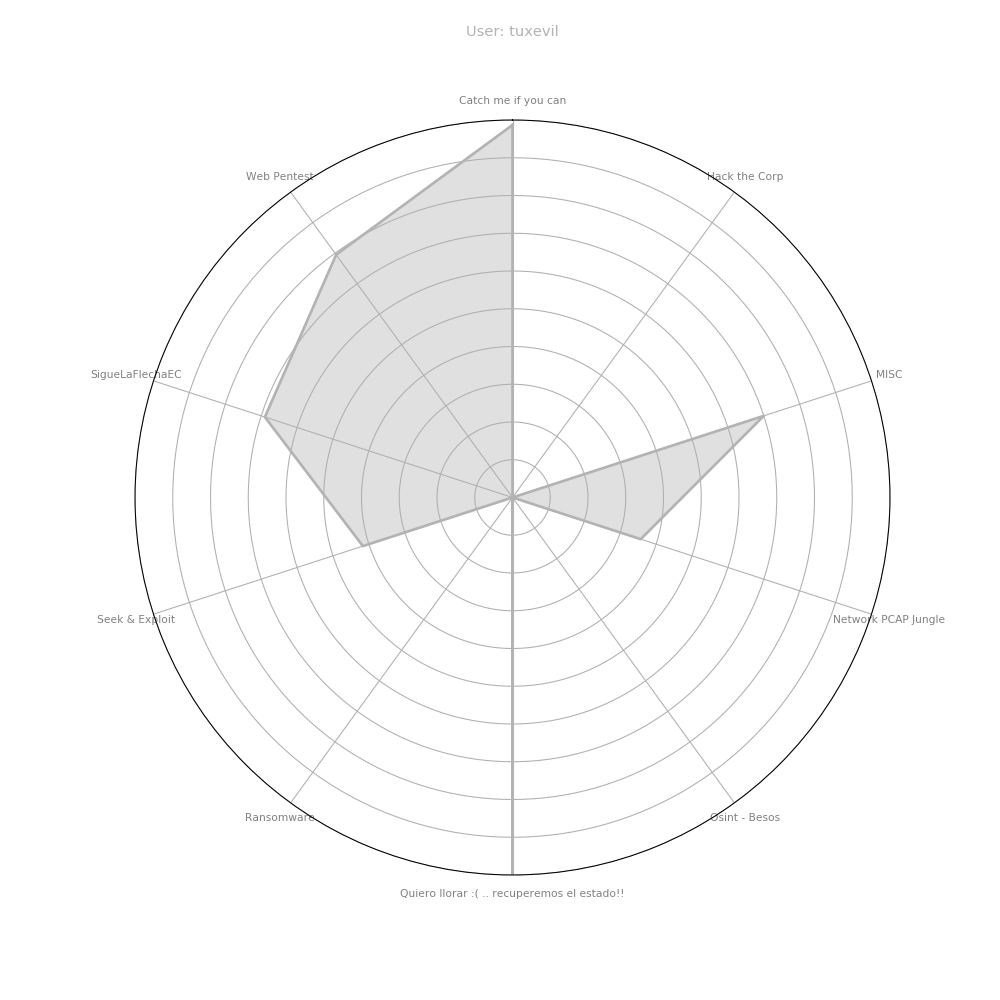 User: tuxevil
Catch me if you can
Web Pentest
Hack the Corp
SigueLaFlechaEC
MISC
Seek & Exploit
Network PCAP Jungle
Ransomware
Osint - Besos
Quiero llorar :( .. recuperemos el estado!!